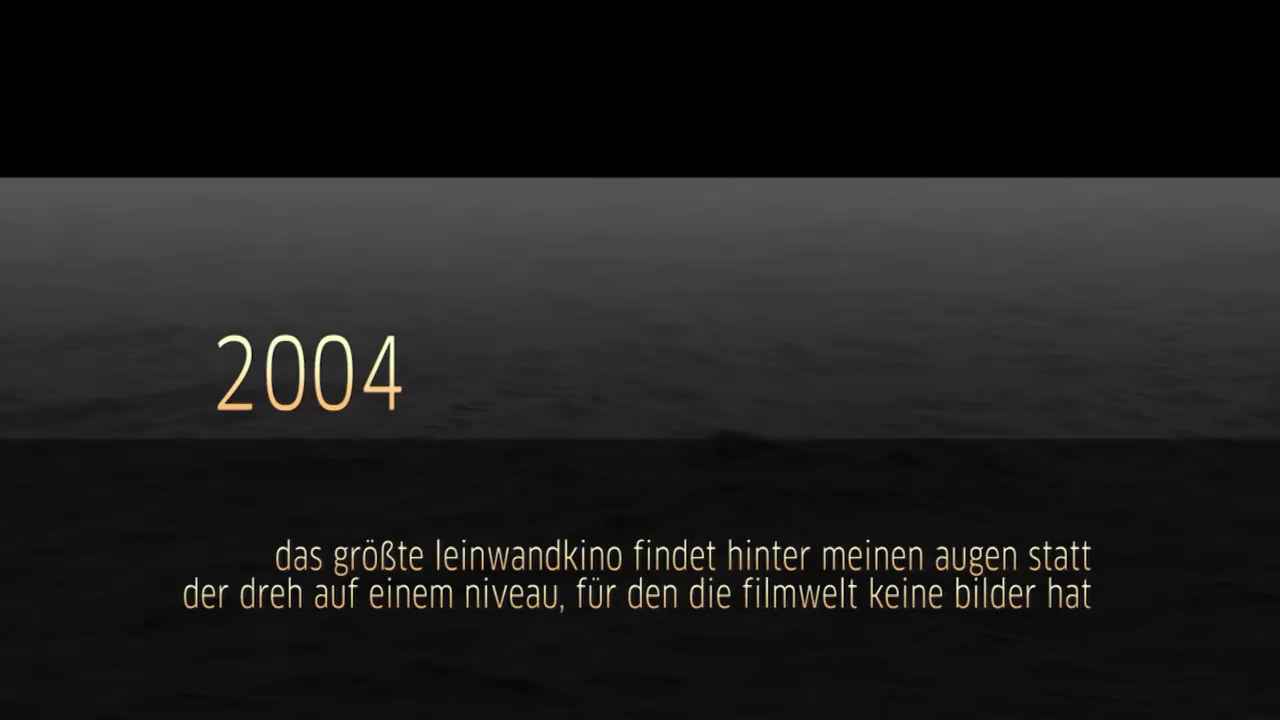 2004
das größte leinwandkino findet hinter meinen augen statt
der dreh auf einem niveau, für den die filmwelt keine bilder hat